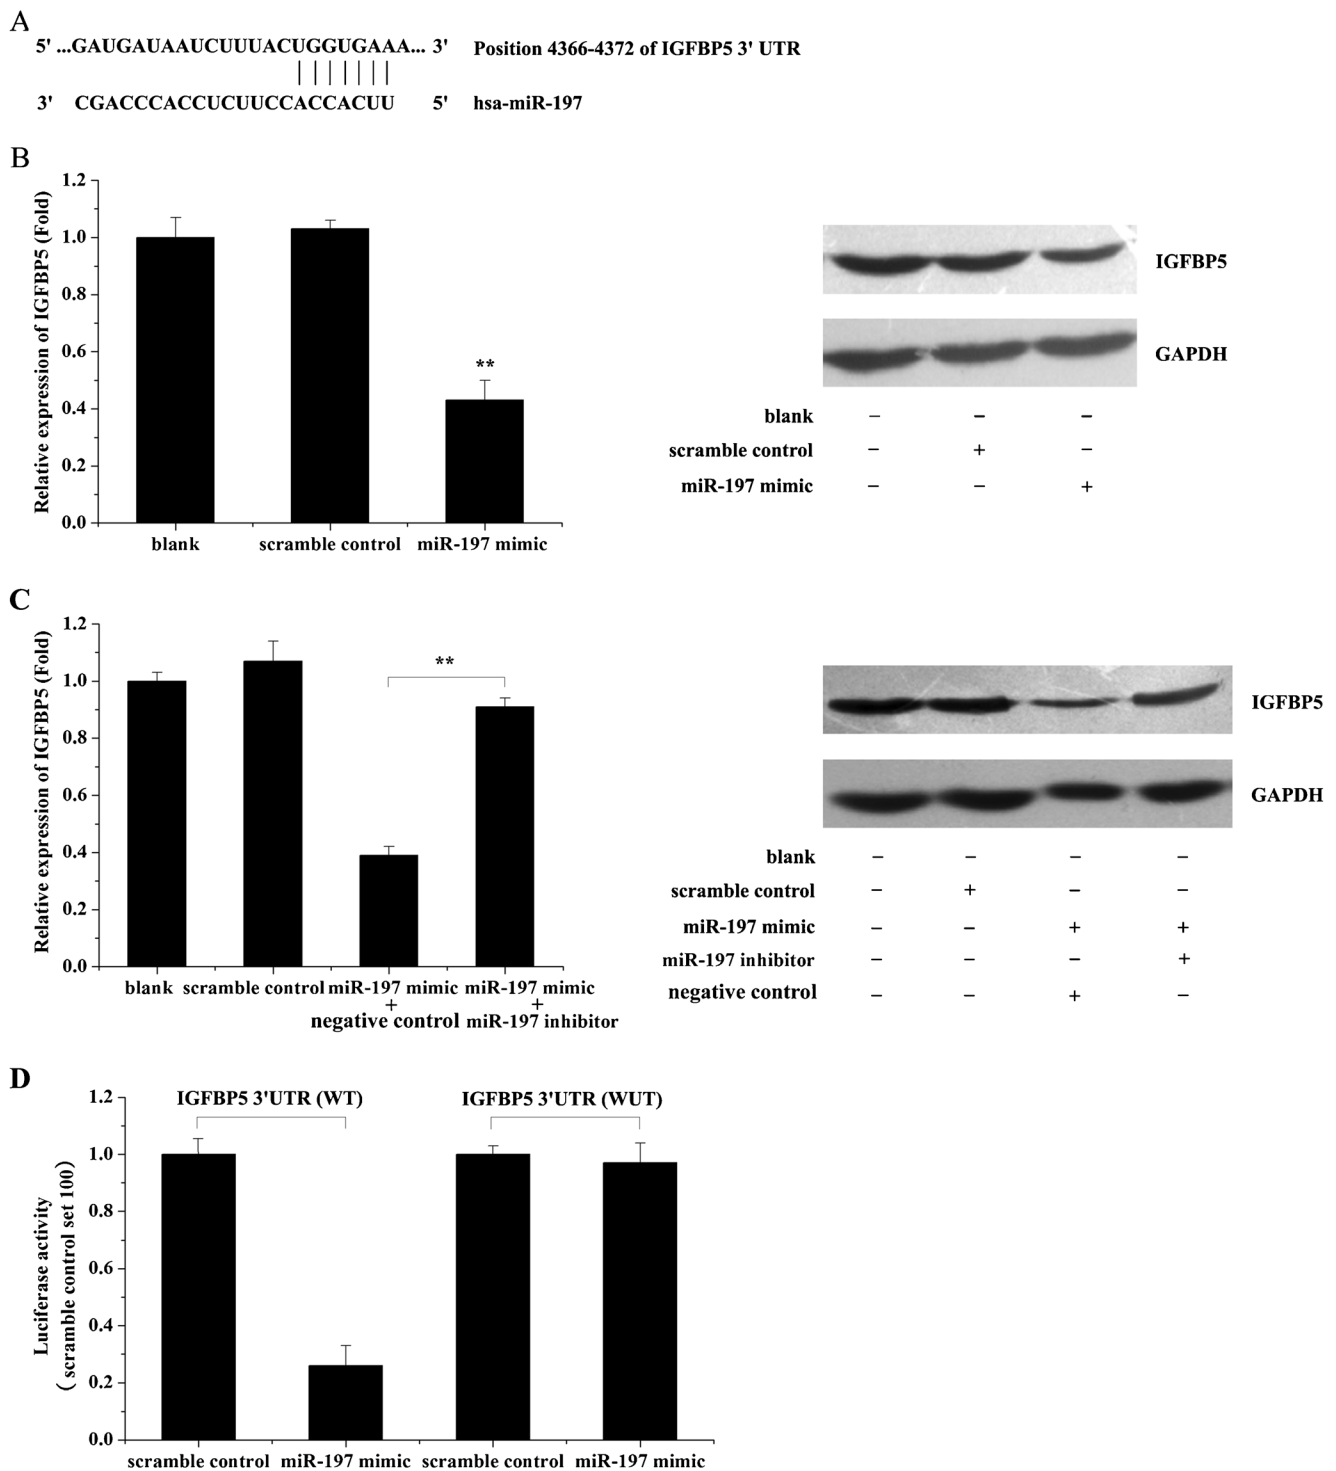 A
5' ...GAUGAUAAUCUUUACUGGUGAAA... 3' Position 4366-4372 of IGFBP5 3' UTR
3' CGACCCACCUCUUCCACCACUU 5' hsa-miR-197
B
Relative expression of IGFBP5 (Fold)
1.2
1.0
0.8
0.6
0.4
0.2
0.0
**
blank scramble control miR-197 mimic
IGFBP5
GAPDH
blank − − −
scramble control − + −
miR-197 mimic − − +
C
Relative expression of IGFBP5 (Fold)
1.2
1.0
0.8
0.6
0.4
0.2
0.0
**
blank scramble control miR-197 mimic miR-197 mimic
+ +
negative control miR-197 inhibitor
IGFBP5
GAPDH
blank − − − −
scramble control − + − −
miR-197 mimic − − + +
miR-197 inhibitor − − − +
negative control − − + −
D
Luciferase activity
( scramble control set 100)
1.2
1.0
0.8
0.6
0.4
0.2
0.0
IGFBP5 3'UTR (WT) IGFBP5 3'UTR (WUT)
scramble control miR-197 mimic scramble control miR-197 mimic